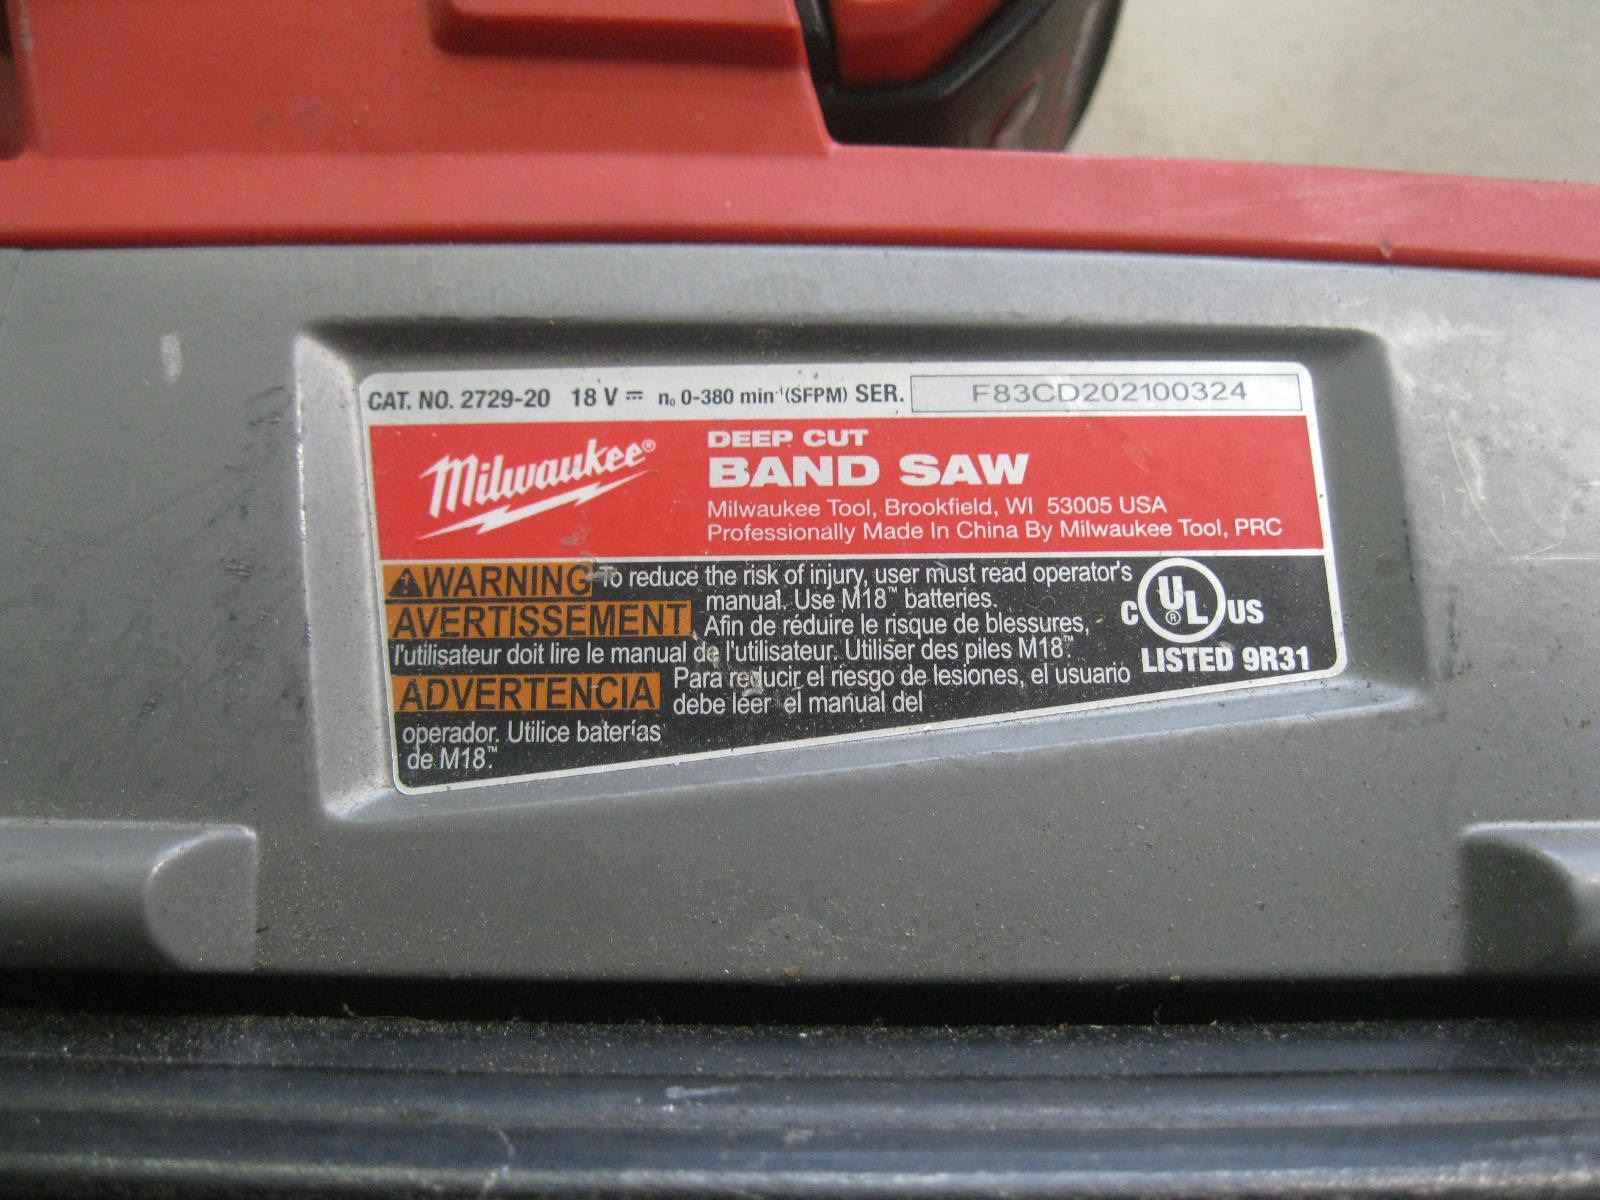 CAT. NO. 2729-20 18 V ⎓ n₀ 0-380 min⁻¹(SFPM) SER. F83CD202100324
Milwaukee®
DEEP CUT
BAND SAW
Milwaukee Tool, Brookfield, WI 53005 USA
Professionally Made In China By Milwaukee Tool, PRC
⚠WARNING To reduce the risk of injury, user must read operator's
manual. Use M18™ batteries.
AVERTISSEMENT Afin de réduire le risque de blessures,
l'utilisateur doit lire le manual de l'utilisateur. Utiliser des piles M18™.
ADVERTENCIA Para reducir el riesgo de lesiones, el usuario
debe leer el manual del
operador. Utilice baterías
de M18™.
C UL® US
LISTED 9R31